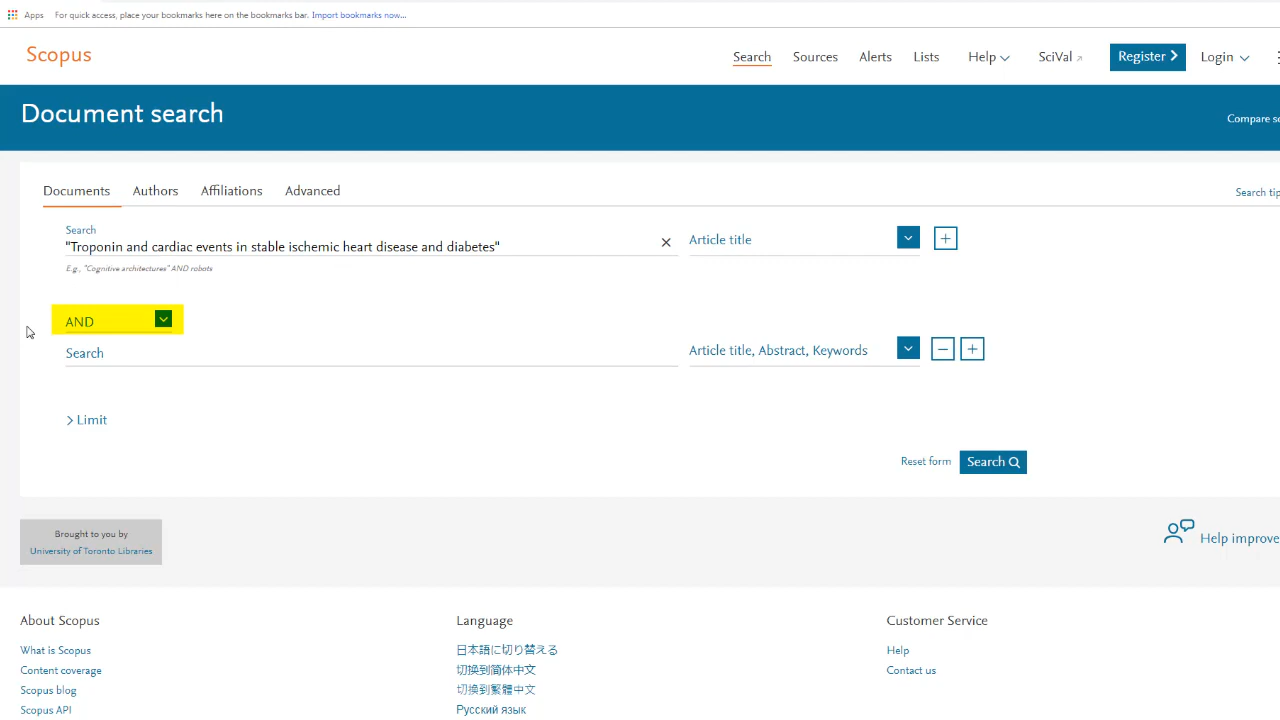 Apps For quick access, place your bookmarks here on the bookmarks bar. Import bookmarks now...
Scopus
Search Sources Alerts Lists Help SciVal Register Login
Document search
Compare
Documents Authors Affiliations Advanced
Search
Search
"Troponin and cardiac events in stable ischemic heart disease and diabetes" Article title
E.g., "Cognitive architectures" AND robots
AND
Search Article title, Abstract, Keywords
Limit
Reset form Search
Brought to you by
University of Toronto Libraries
Help improve
About Scopus Language Customer Service
What is Scopus 日本語に切り替える Help
Content coverage 切换到简体中文 Contact us
Scopus blog 切換到繁體中文
Scopus API Русский язык